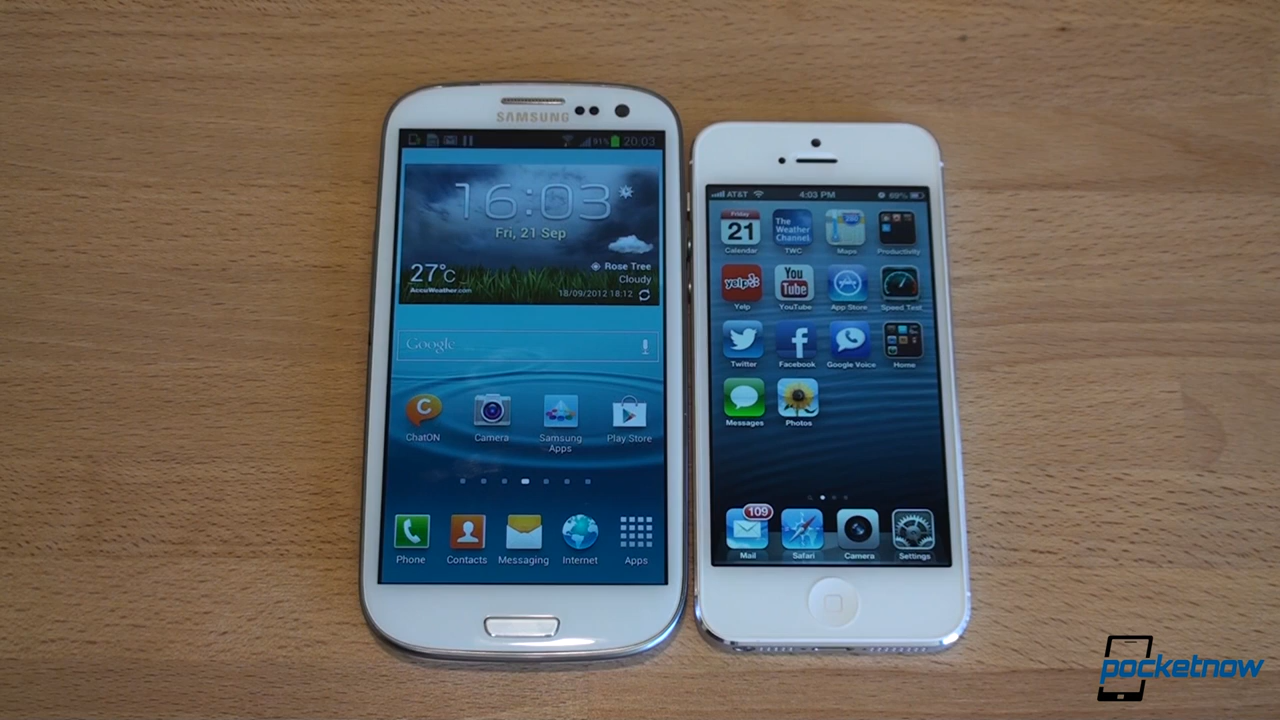 SAMSUNG
91% 20:03
16:03
Fri, 21 Sep
27°C
Rose Tree
Cloudy
AccuWeather.com
18/09/2012 18:12
Google
ChatON
Camera
Samsung Apps
Play Store
Phone
Contacts
Messaging
Internet
Apps
AT&T 4:03 PM 69%
Friday
21
Calendar
The
Weather
Channel
TWC
Maps
Productivity
yelp
Yelp
You
Tube
YouTube
App Store
Speed Test
Twitter
Facebook
Google Voice
Home
Messages
Photos
109
Mail
Safari
Camera
Settings
pocketnow